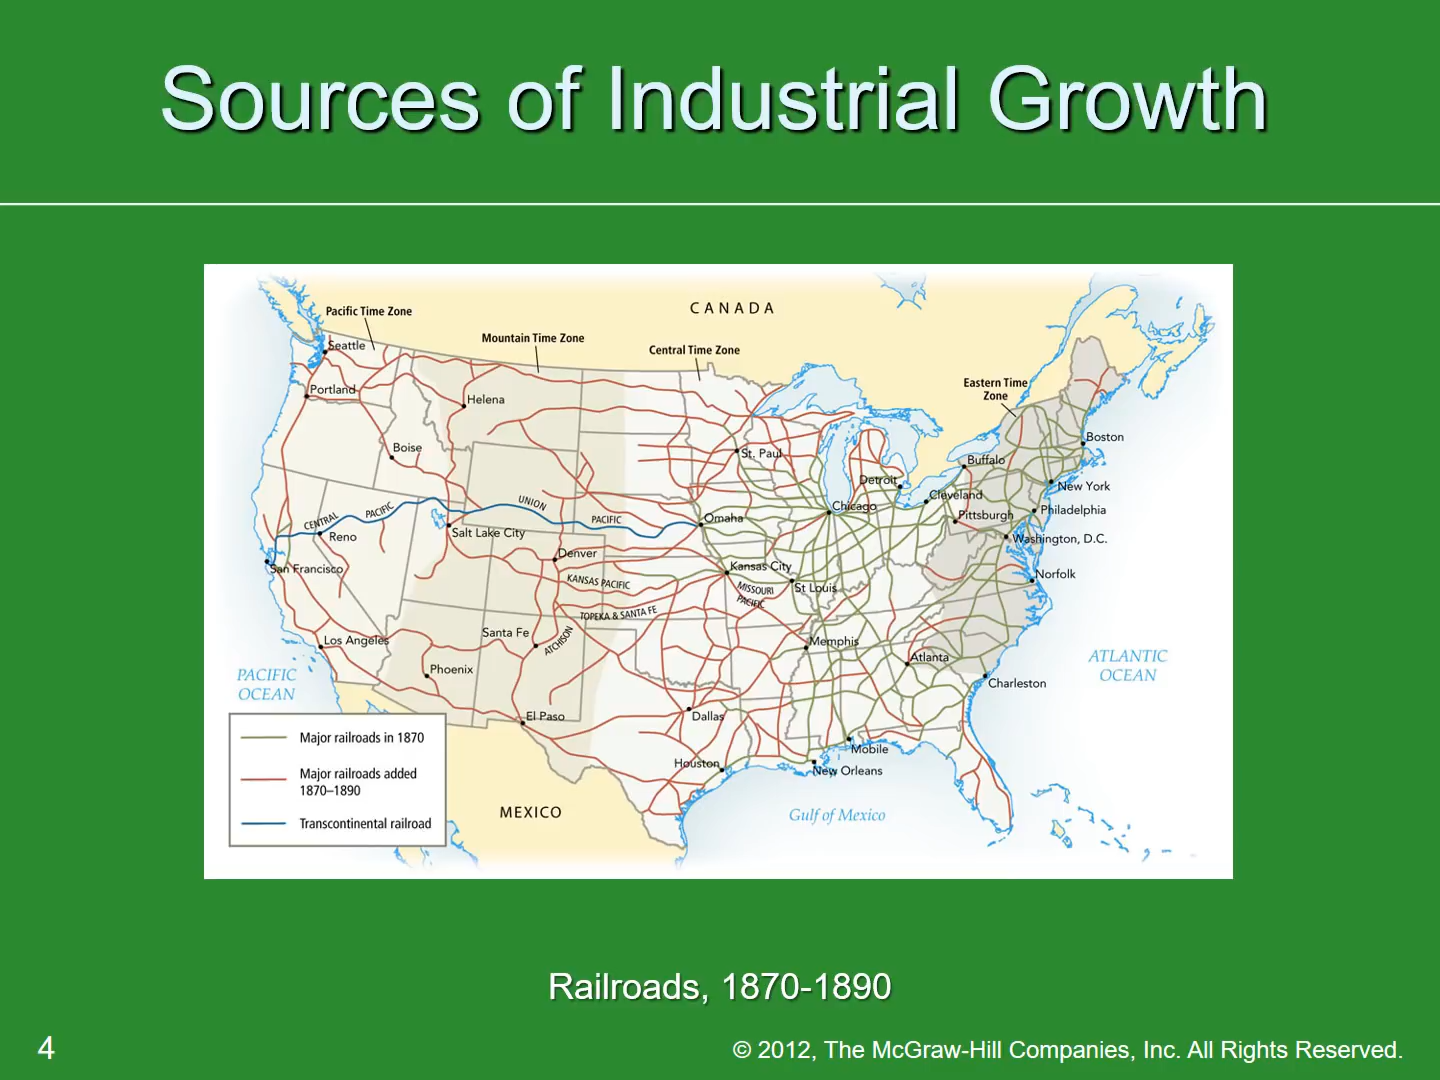 Sources of Industrial Growth
CANADA
Pacific Time Zone
Mountain Time Zone
Central Time Zone
Eastern Time
Zone
Seattle
Portland
Helena
Boise
St. Paul
Boston
Buffalo
Detroit
Cleveland
New York
Chicago
Pittsburgh
Philadelphia
CENTRAL
PACIFIC
UNION
PACIFIC
Omaha
Reno
Salt Lake City
Washington, D.C.
San Francisco
Denver
Kansas City
Norfolk
KANSAS PACIFIC
MISSOURI
PACIFIC
St Louis
TOPEKA & SANTA FE
ATCHISON
Santa Fe
Los Angeles
Memphis
Atlanta
Phoenix
Charleston
PACIFIC
OCEAN
ATLANTIC
OCEAN
El Paso
Dallas
Mobile
Houston
New Orleans
MEXICO
Gulf of Mexico
Major railroads in 1870
Major railroads added
1870–1890
Transcontinental railroad
Railroads, 1870-1890
4
© 2012, The McGraw-Hill Companies, Inc. All Rights Reserved.